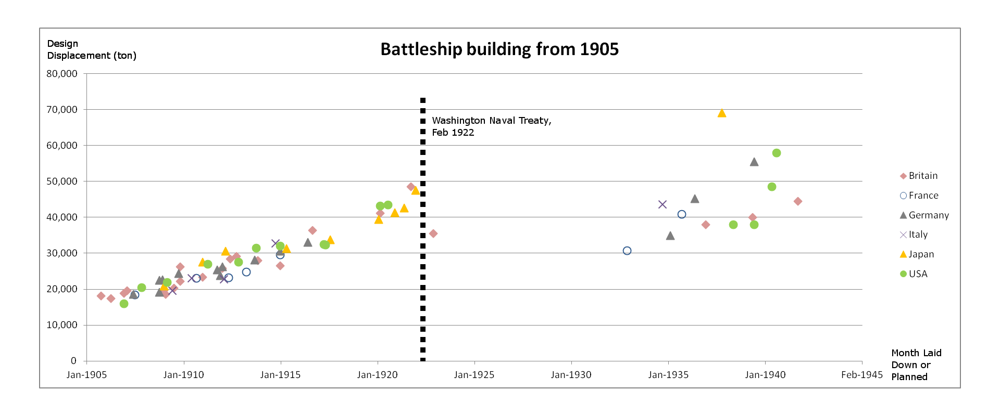 Design
Displacement (ton)
Battleship building from 1905
80,000
70,000
60,000
50,000
40,000
30,000
20,000
10,000
0
Washington Naval Treaty,
Feb 1922
Britain
France
Germany
Italy
Japan
USA
Jan-1905
Jan-1910
Jan-1915
Jan-1920
Jan-1925
Jan-1930
Jan-1935
Jan-1940
Feb-1945
Month Laid
Down or
Planned